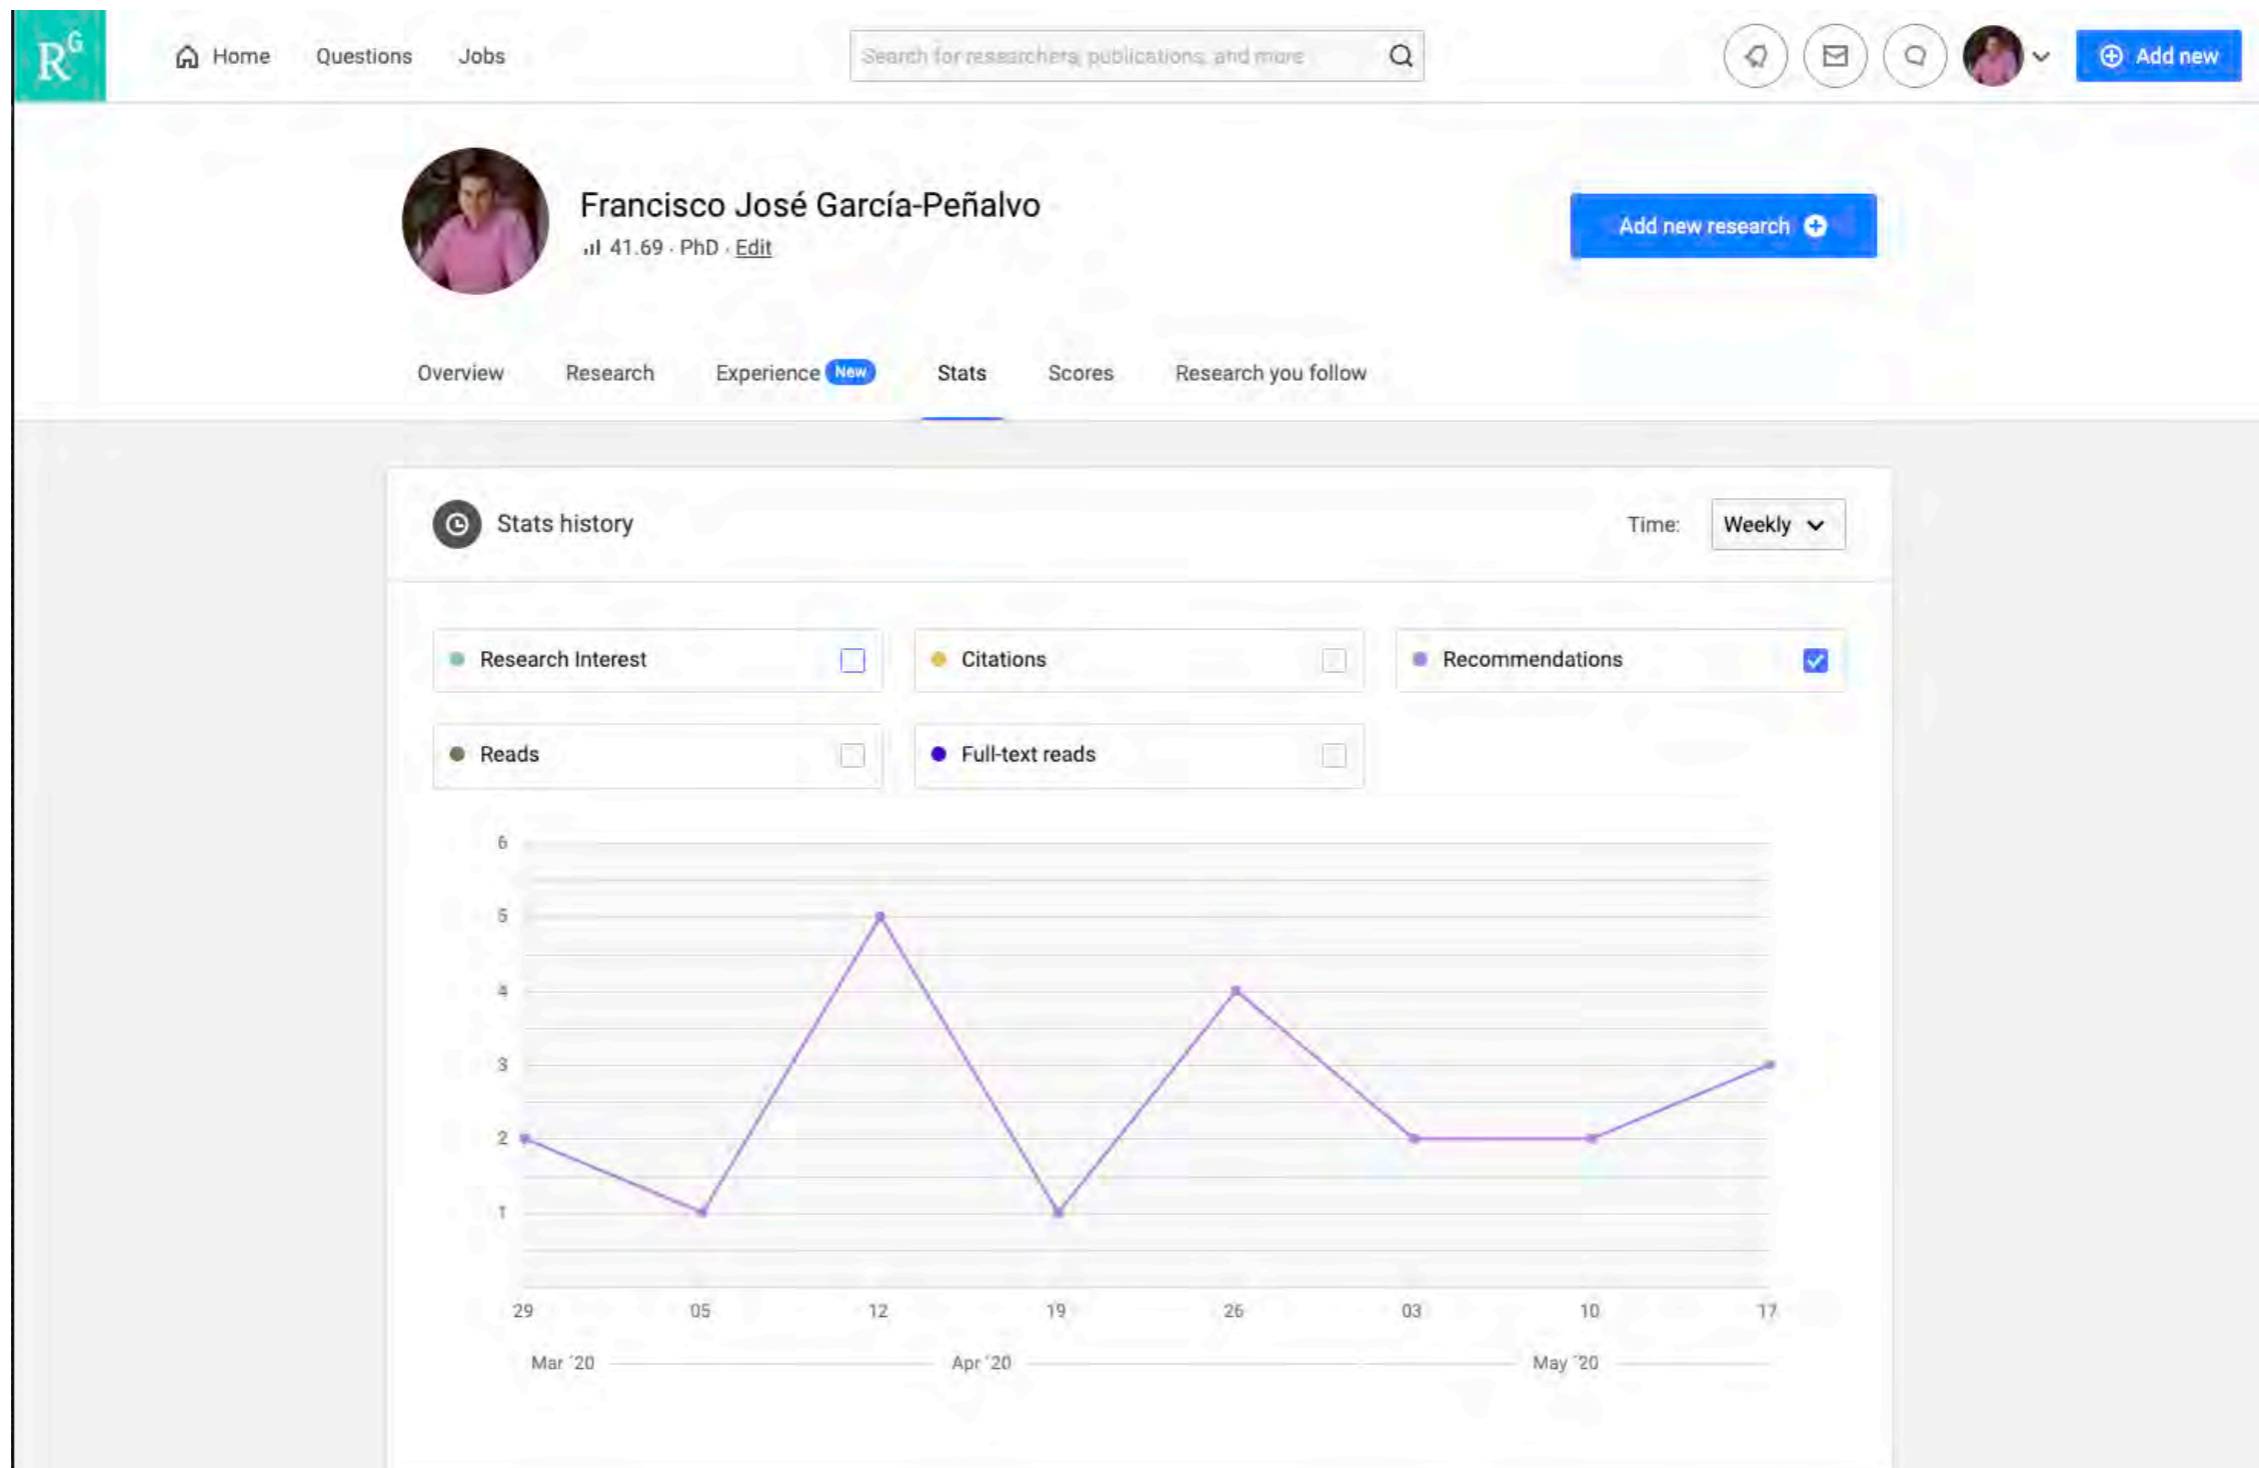 RG Home Questions Jobs Search for researchers, publications, and more Add new
Francisco José García-Peñalvo
41.69 · PhD · Edit
Add new research
Overview Research Experience New Stats Scores Research you follow
Stats history Time: Weekly
Research Interest Citations Recommendations
Reads Full-text reads
6
5
4
3
2
1
29 05 12 19 26 03 10 17
Mar ´20 Apr ´20 May ´20